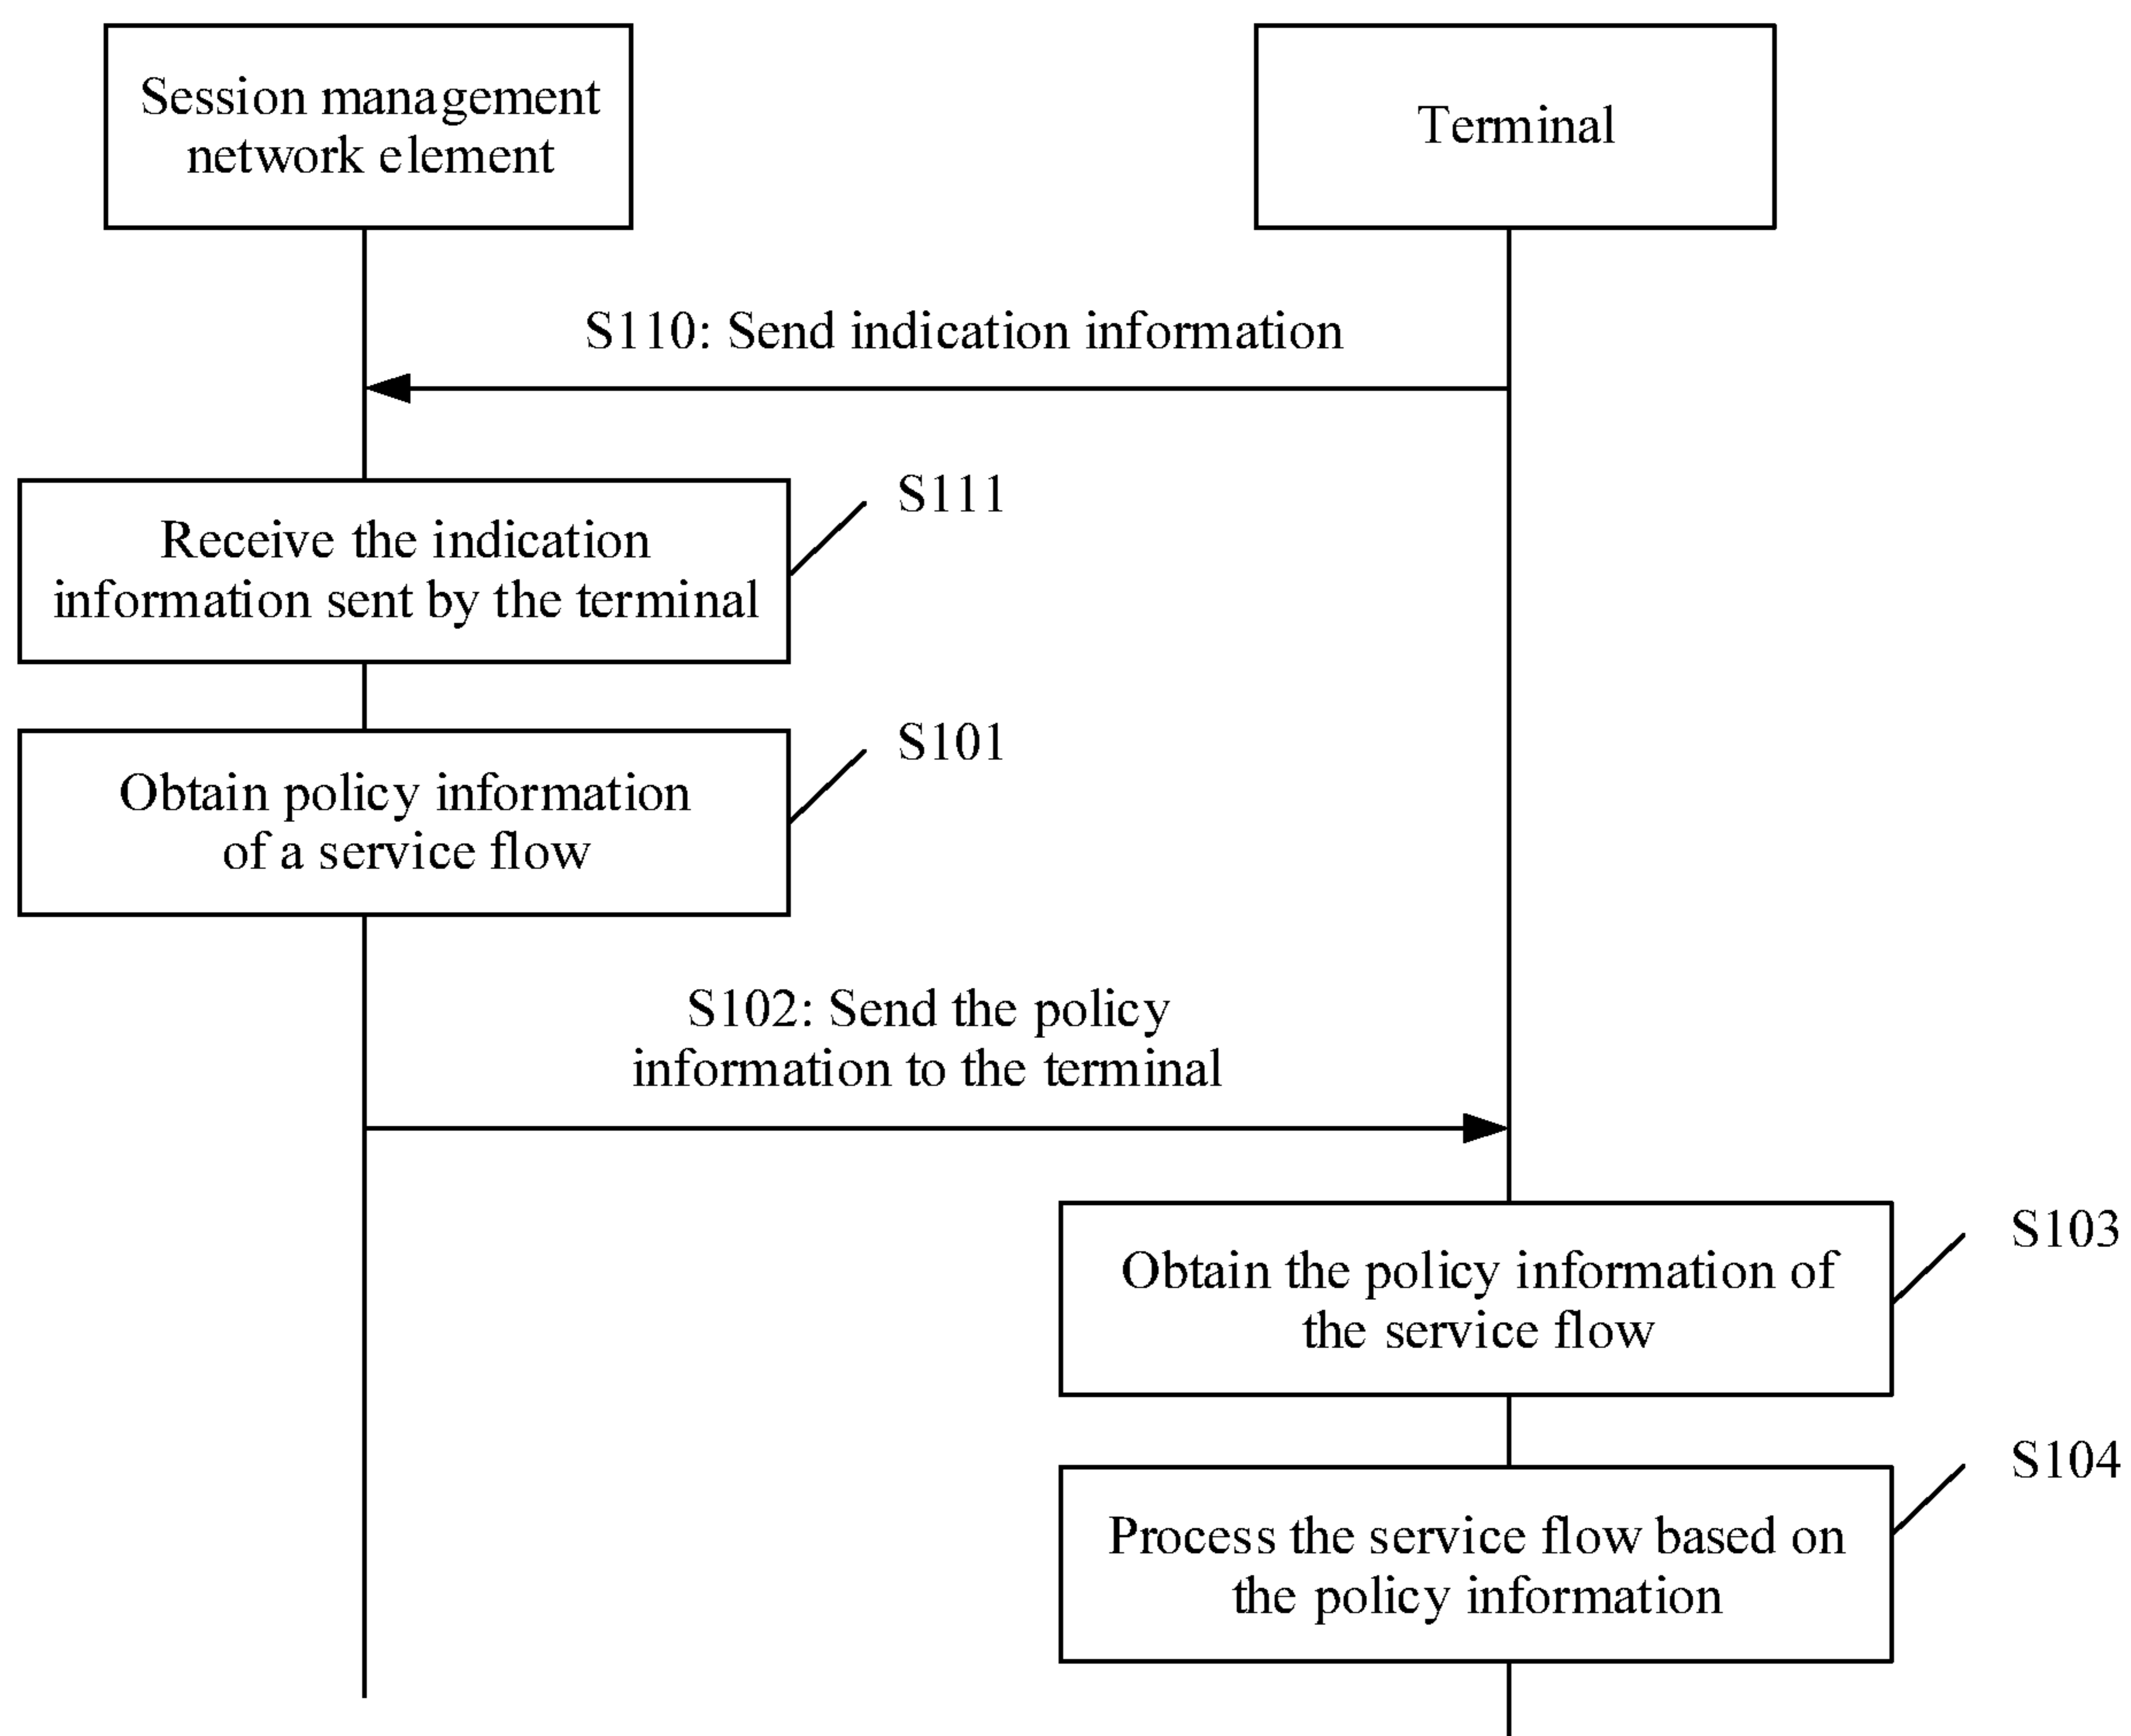 Session management
network element
Terminal
S110: Send indication information
S111
Receive the indication
information sent by the terminal
S101
Obtain policy information
of a service flow
S102: Send the policy
information to the terminal
S103
Obtain the policy information of
the service flow
S104
Process the service flow based on
the policy information